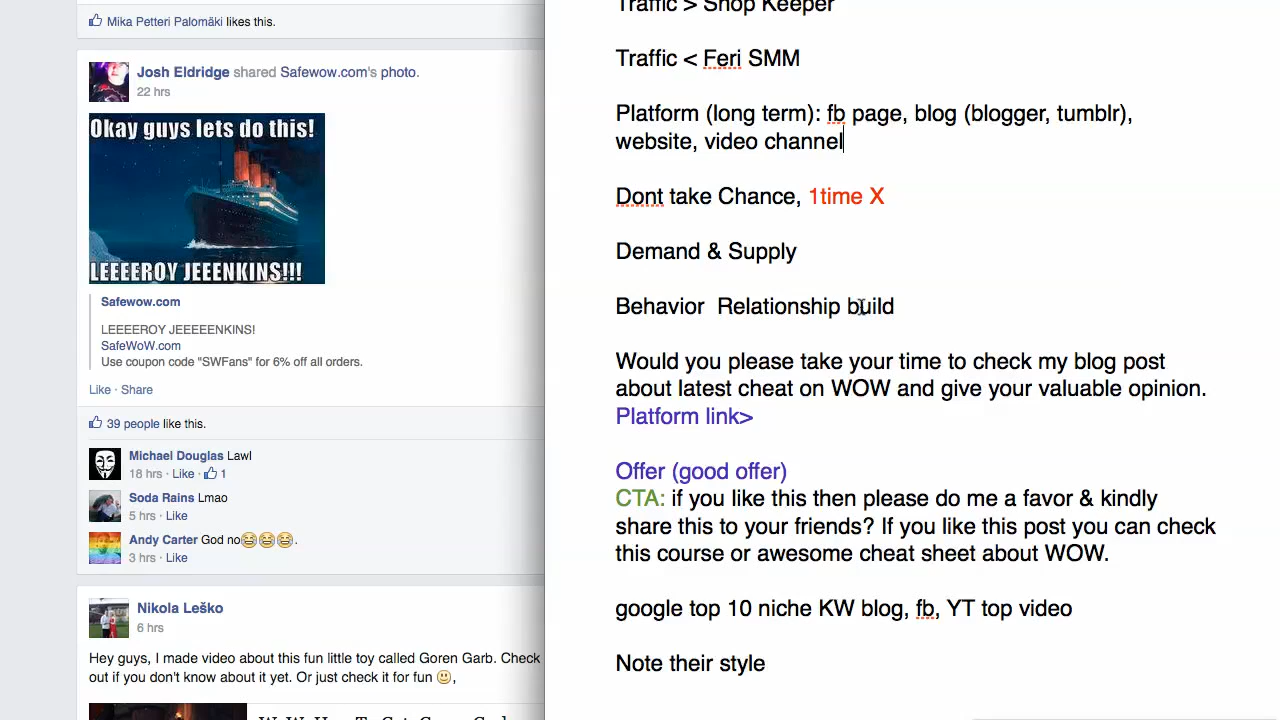 Mika Petteri Palomäki likes this.
Josh Eldridge shared Safewow.com's photo.
22 hrs
Okay guys lets do this!
LEEEEROY JEEENKINS!!!
Safewow.com
LEEEEROY JEEEEENKINS!
SafeWoW.com
Use coupon code "SWFans" for 6% off all orders.
Like · Share
39 people like this.
Michael Douglas Lawl
18 hrs · Like · 1
Soda Rains Lmao
5 hrs · Like
Andy Carter God no😂😂😂.
3 hrs · Like
Nikola Leško
6 hrs
Hey guys, I made video about this fun little toy called Goren Garb. Check
out if you don't know about it yet. Or just check it for fun 😃,
Traffic > Shop Keeper
Traffic < Feri SMM
Platform (long term): fb page, blog (blogger, tumblr),
website, video channel
Dont take Chance, 1time X
Demand & Supply
Behavior  Relationship build
Would you please take your time to check my blog post
about latest cheat on WOW and give your valuable opinion.
Platform link>
Offer (good offer)
CTA: if you like this then please do me a favor & kindly
share this to your friends? If you like this post you can check
this course or awesome cheat sheet about WOW.
google top 10 niche KW blog, fb, YT top video
Note their style